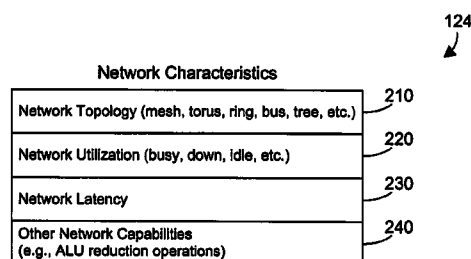 124
Network Characteristics
Network Topology (mesh, torus, ring, bus, tree, etc.)
210
Network Utilization (busy, down, idle, etc.)
220
Network Latency
230
Other Network Capabilities
(e.g., ALU reduction operations)
240